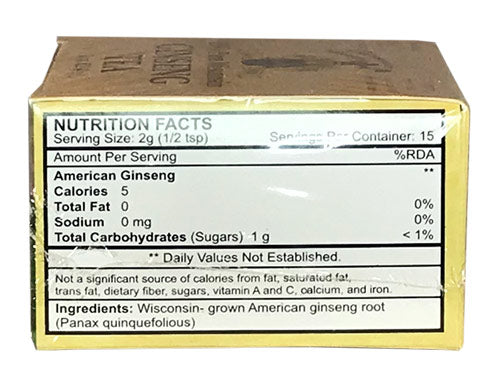 GINSENG
NUTRITION FACTS
Serving Size: 2g (1/2 tsp) Servings Per Container: 15
Amount Per Serving %RDA
American Ginseng **
Calories 5
Total Fat 0 0%
Sodium 0 mg 0%
Total Carbohydrates (Sugars) 1 g < 1%
** Daily Values Not Established.
Not a significant source of calories from fat, saturated fat,
trans fat, dietary fiber, sugars, vitamin A and C, calcium, and iron.
Ingredients: Wisconsin- grown American ginseng root
(Panax quinquefolious)